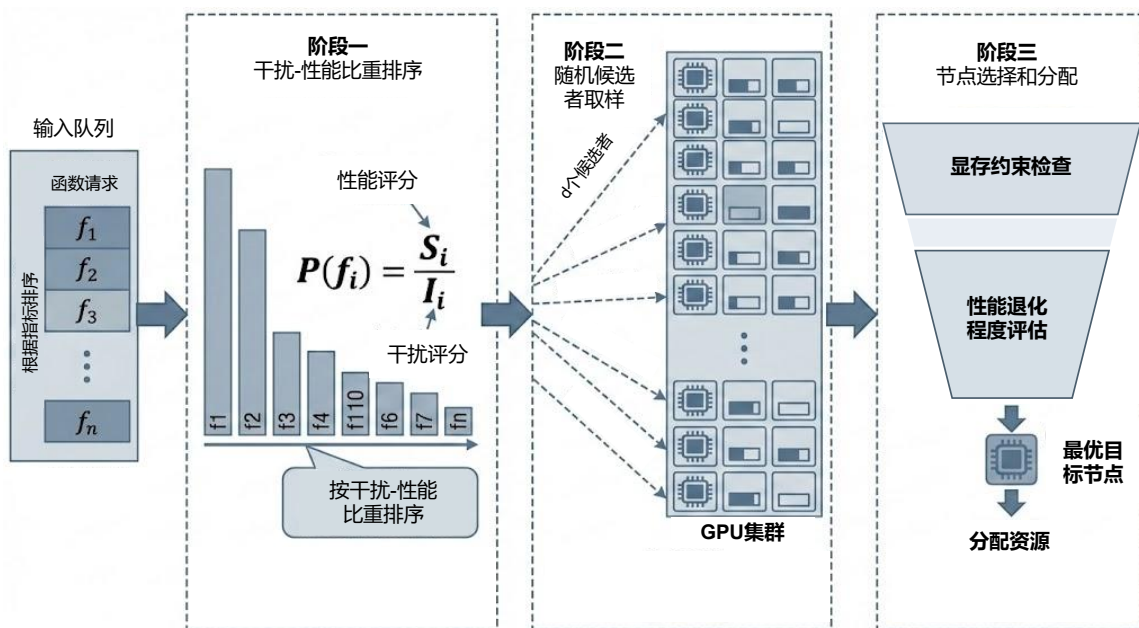 输入队列
函数请求
根据指标排序
f1
f2
f3
fn
阶段一
干扰-性能比重排序
性能评分
P(fi) = Si / Ii
干扰评分
f1
f2
f3
f4
f110
f6
f7
fn
按干扰-性能
比重排序
阶段二
随机候选
者取样
d个候选者
GPU集群
阶段三
节点选择和分配
显存约束检查
性能退化
程度评估
最优目
标节点
分配资源